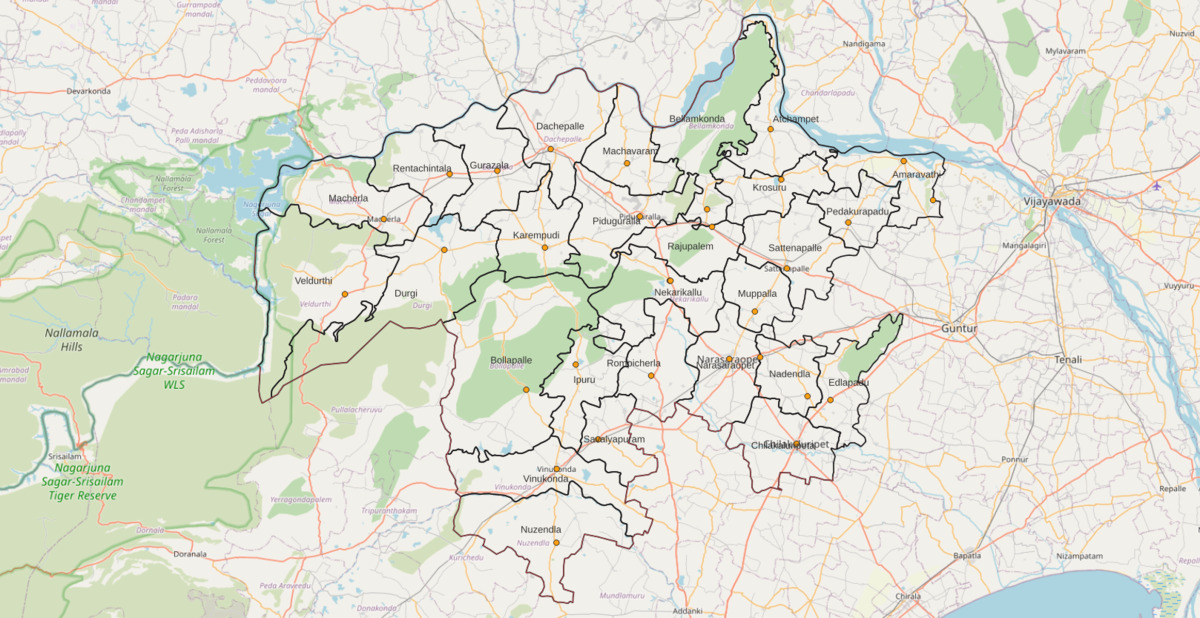 Gurrampode
mandal
Nandigama
Nuzvid
Mylavaram
Devarkonda
Peddavoora
mandal
Chandarlapadu
Bellamkonda
Bellamkonda
Atchampet
Dachepalle
Dachepalle
Peda Adisharla
Palli mandal
Machavaram
Rentachintala
Gurazala
Amaravathi
Nallamala
Forest
Chandampet
mandal
Krosuru
Macherla
Macherla
Vijayawada
Pedakurapadu
Piduguralla
Piduguralla
Nallamala
Forest
Karempudi
Rajupalem
Sattenapalle
Sattenapalle
Mangalagiri
Veldurthi
Veldurthi
Durgi
Durgi
Nekarikallu
Nekarikallu
Muppalla
Vuyyuru
Padara
mandal
Nallamala
Hills
Guntur
Nagarjuna
Sagar-Srisailam
WLS
Bollapalle
Bollapalle
Rompicherla
Narasaraopet
Narasaraopet
Tenali
Ipuru
Nadendla
Edlapadu
Pullalacheruvu
Savalyapuram
Chilakaluripet
Srisailam
Nagarjuna
Sagar-Srisailam
Tiger Reserve
Vinukonda
Vinukonda
Vinukonda
Ponnur
Repalle
Yerragondapalem
Tripuranthakam
Dornala
Nuzendla
Nuzendla
Doranala
Kurichedu
Bapatla
Nizampatam
Peda Araveedu
Donakonda
Mundlamuru
Addanki
Chirala